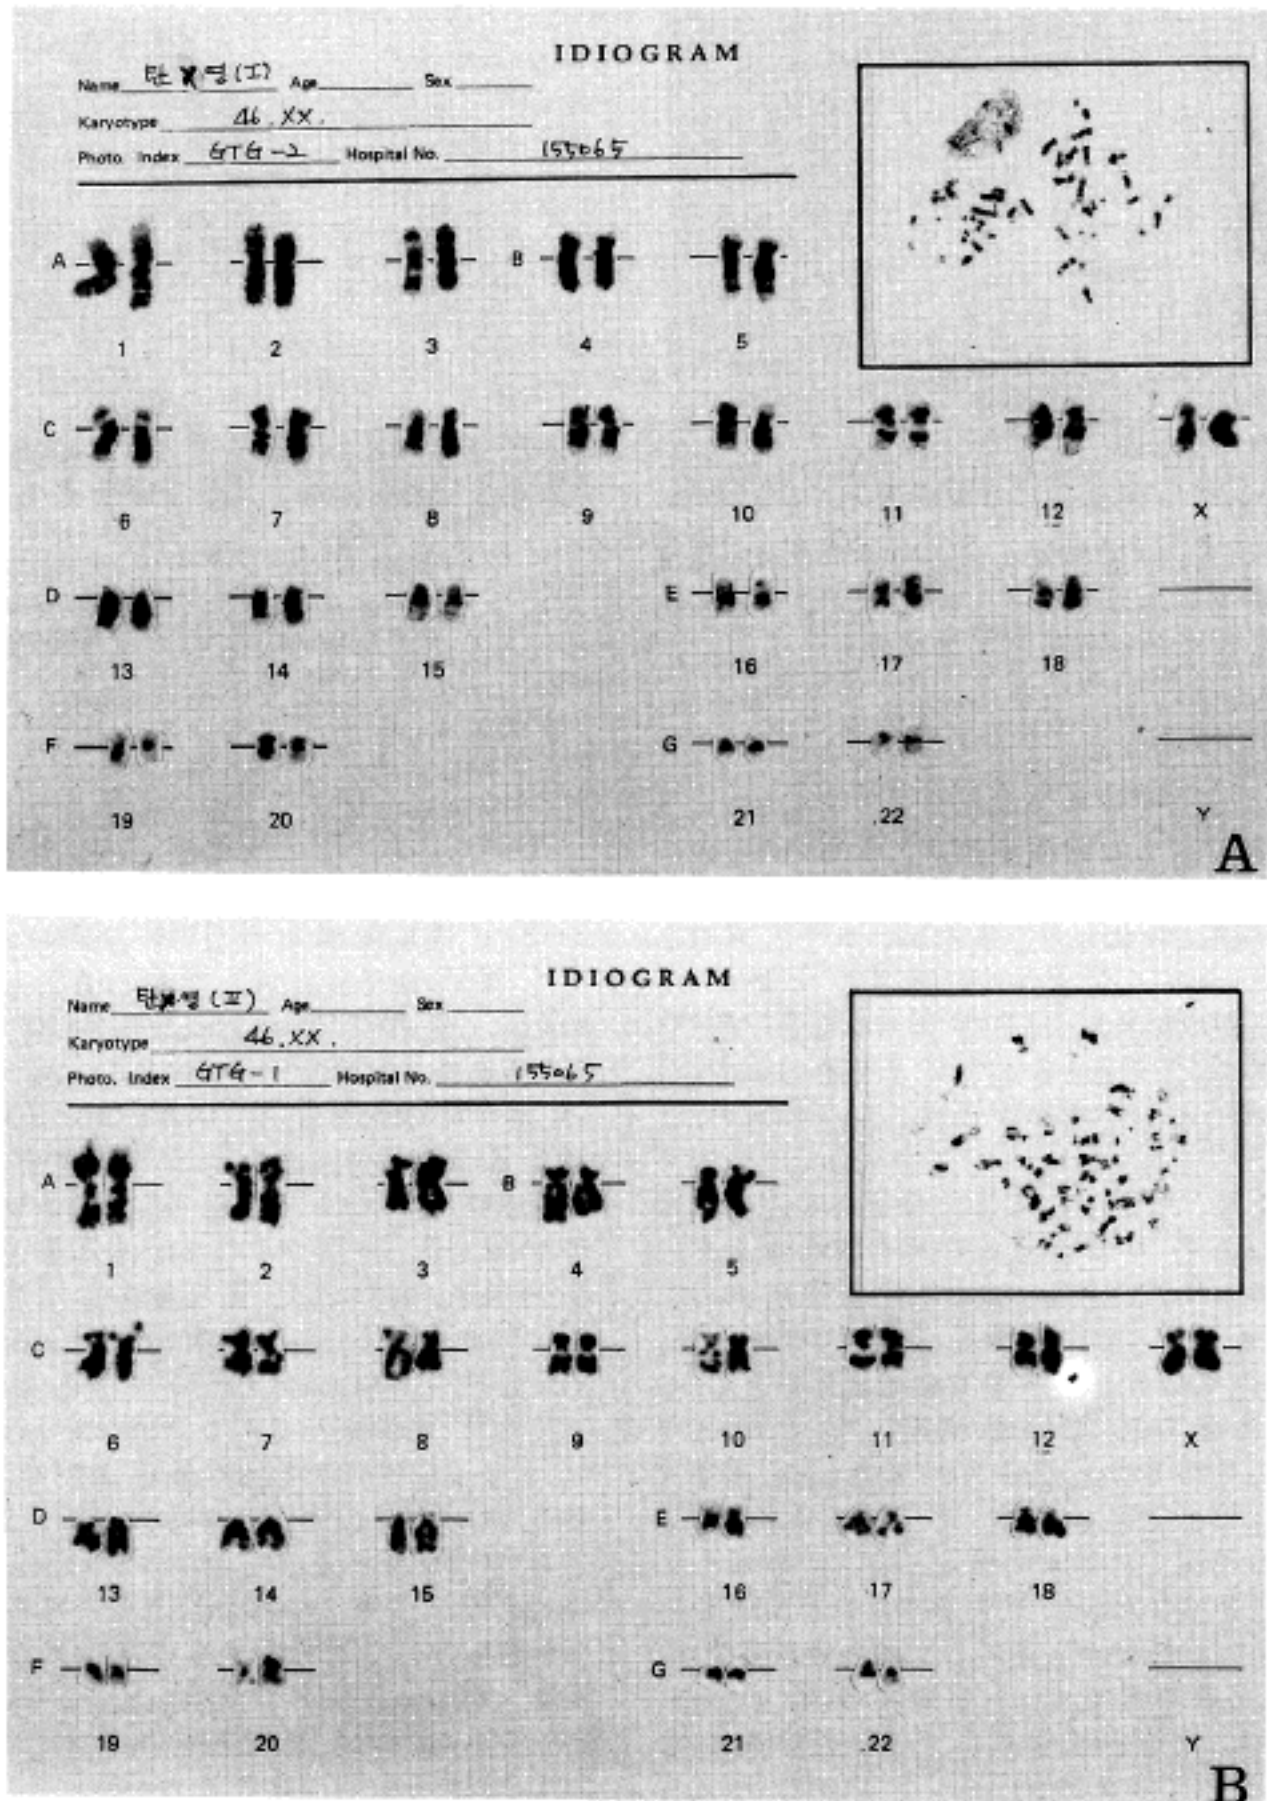 IDIOGRAM
Name 탄 영(I) Age Sex
Karyotype 46.XX.
Photo. Index GTG-2 Hospital No. 155065
A B
1 2 3 4 5
C
6 7 8 9 10 11 12 X
D E
13 14 15 16 17 18
F G
19 20 21 22 Y
A
IDIOGRAM
Name 탄 영(II) Age Sex
Karyotype 46.XX.
Photo. Index GTG-1 Hospital No. 155065
A B
1 2 3 4 5
C
6 7 8 9 10 11 12 X
D E
13 14 15 16 17 18
F G
19 20 21 22 Y
B